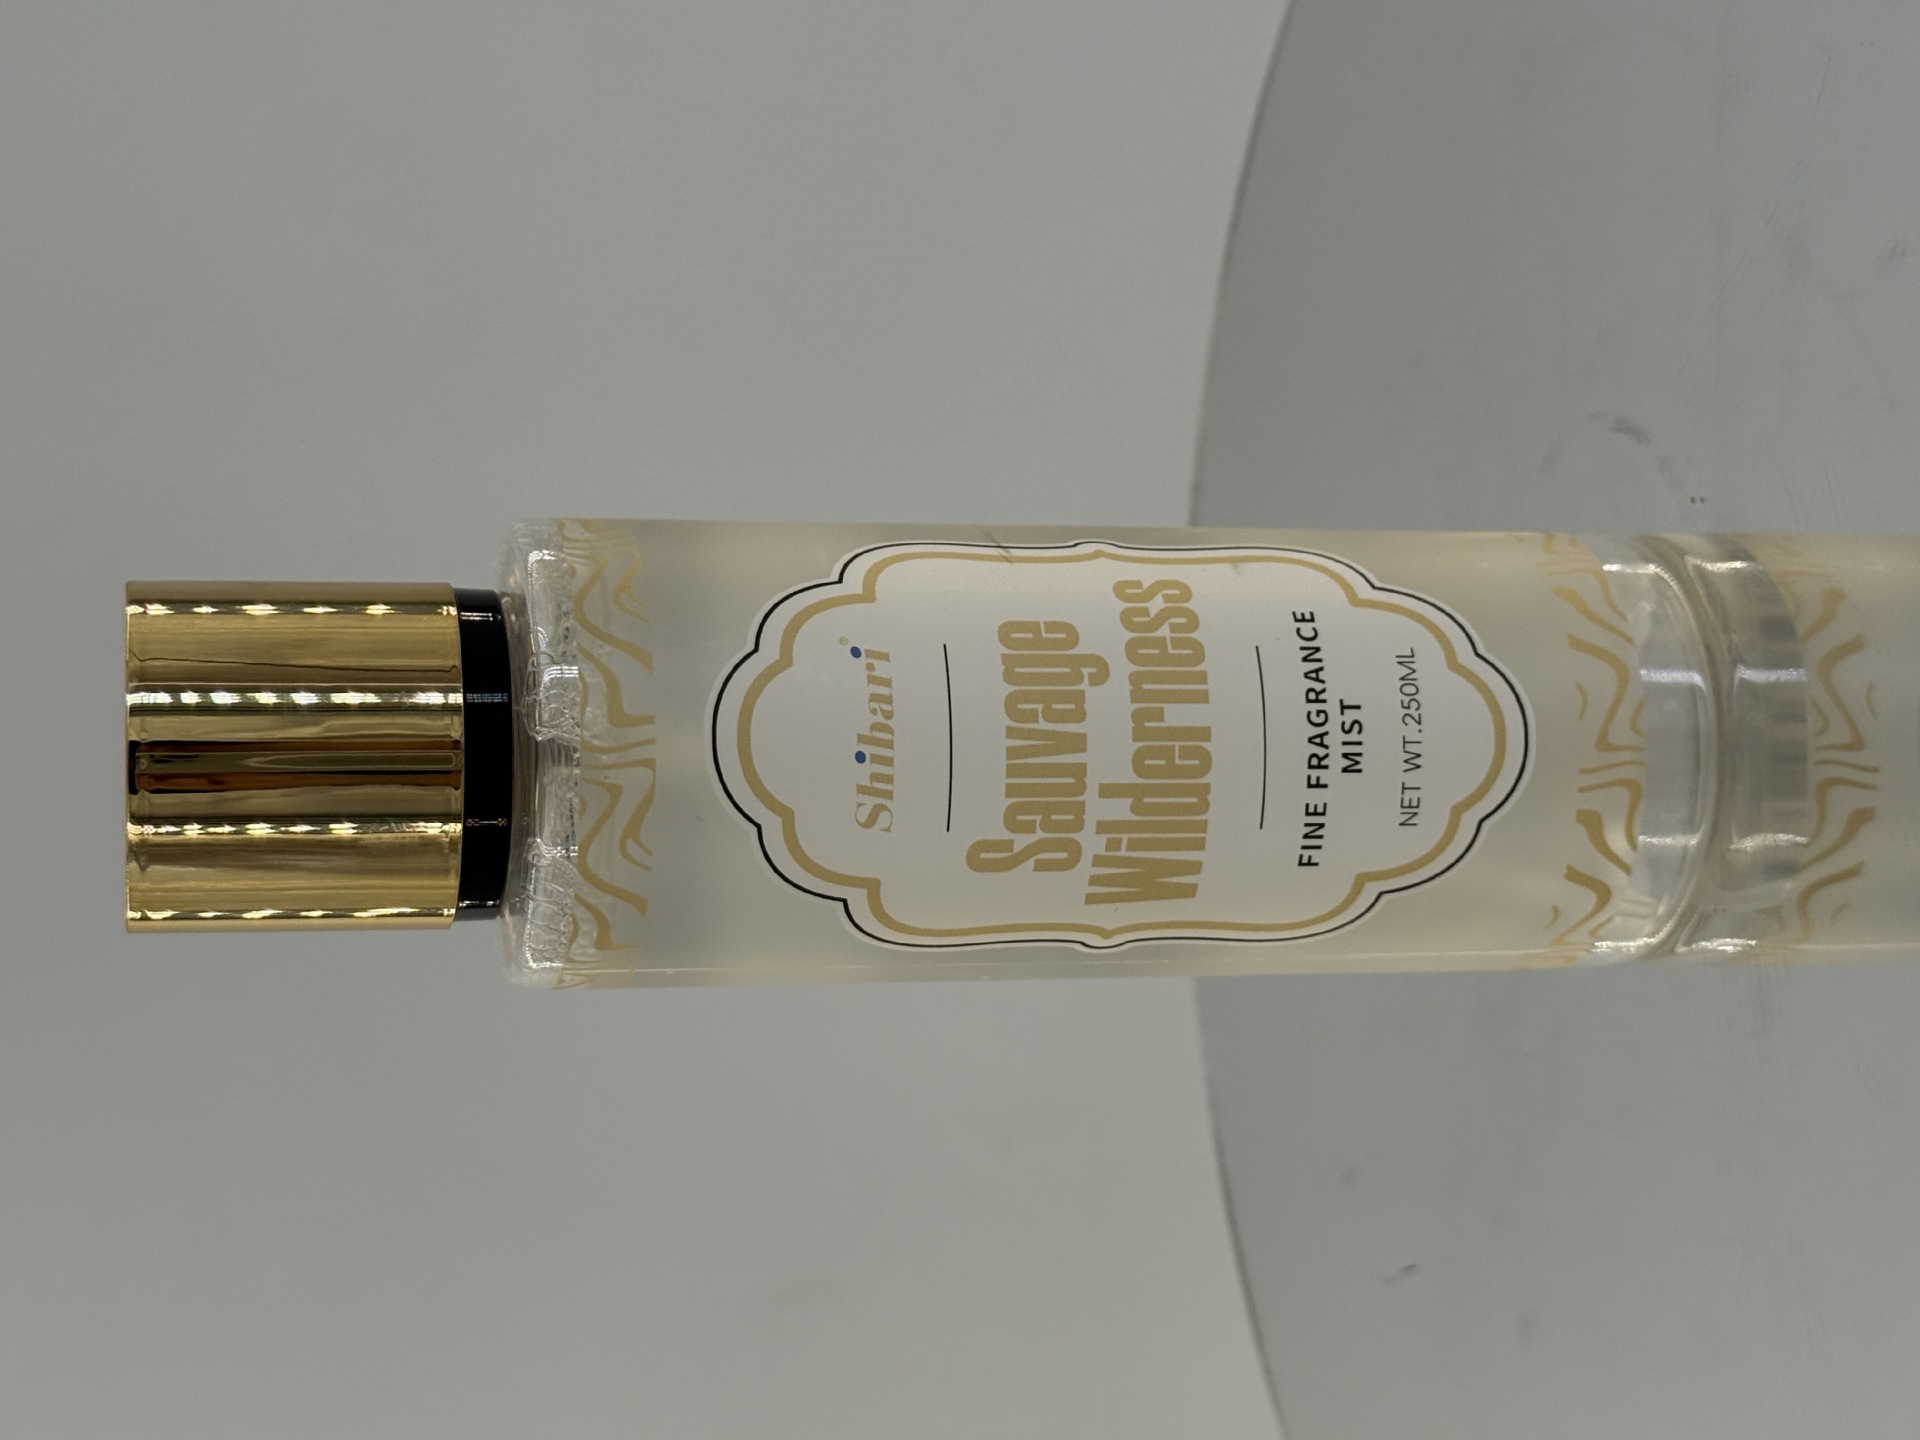 Shibari®
Sauvage
Wilderness
FINE FRAGRANCE
MIST
NET WT.250ML